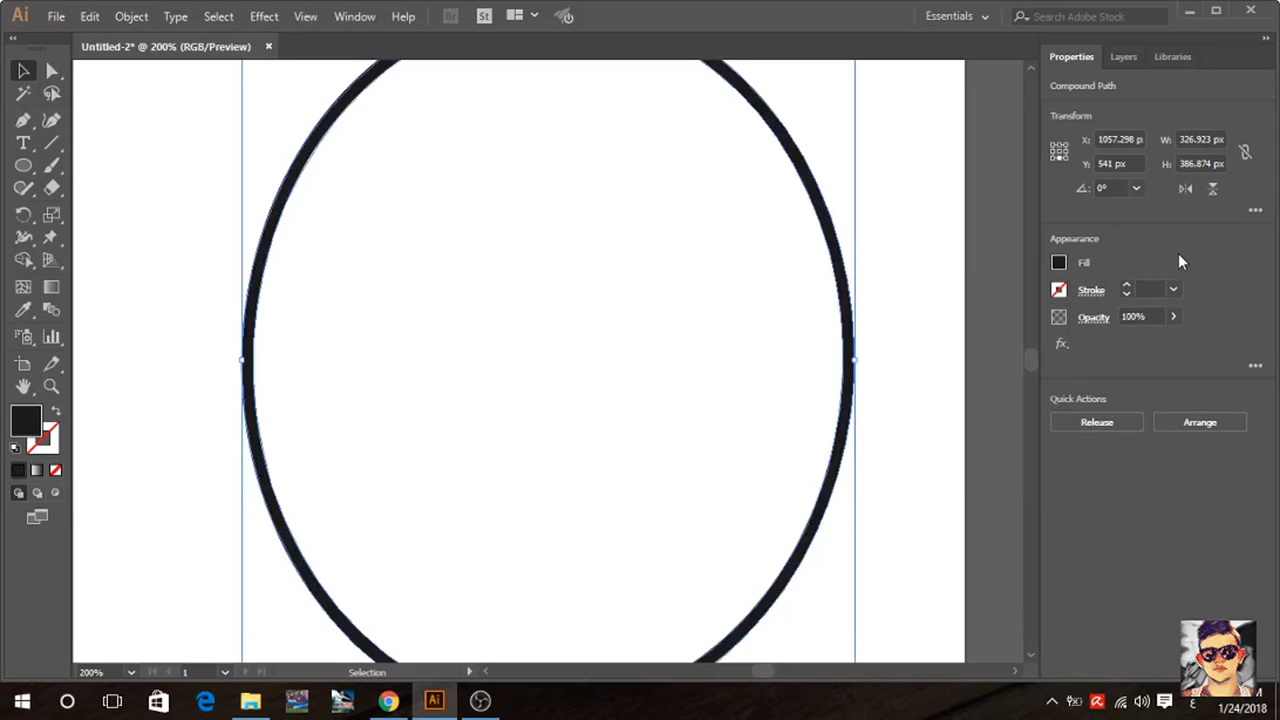 Ai File Edit Object Type Select Effect View Window Help Br St Essentials Search Adobe Stock
Untitled-2* @ 200% (RGB/Preview)
Properties Layers Libraries
Compound Path
Transform
X: 1057.298 p W: 326.923 px
Y: 541 px H: 386.874 px
0°
Appearance
Fill
Stroke
Opacity 100%
fx.
Quick Actions
Release Arrange
200% 1 Selection
Ai ع
1/24/2018